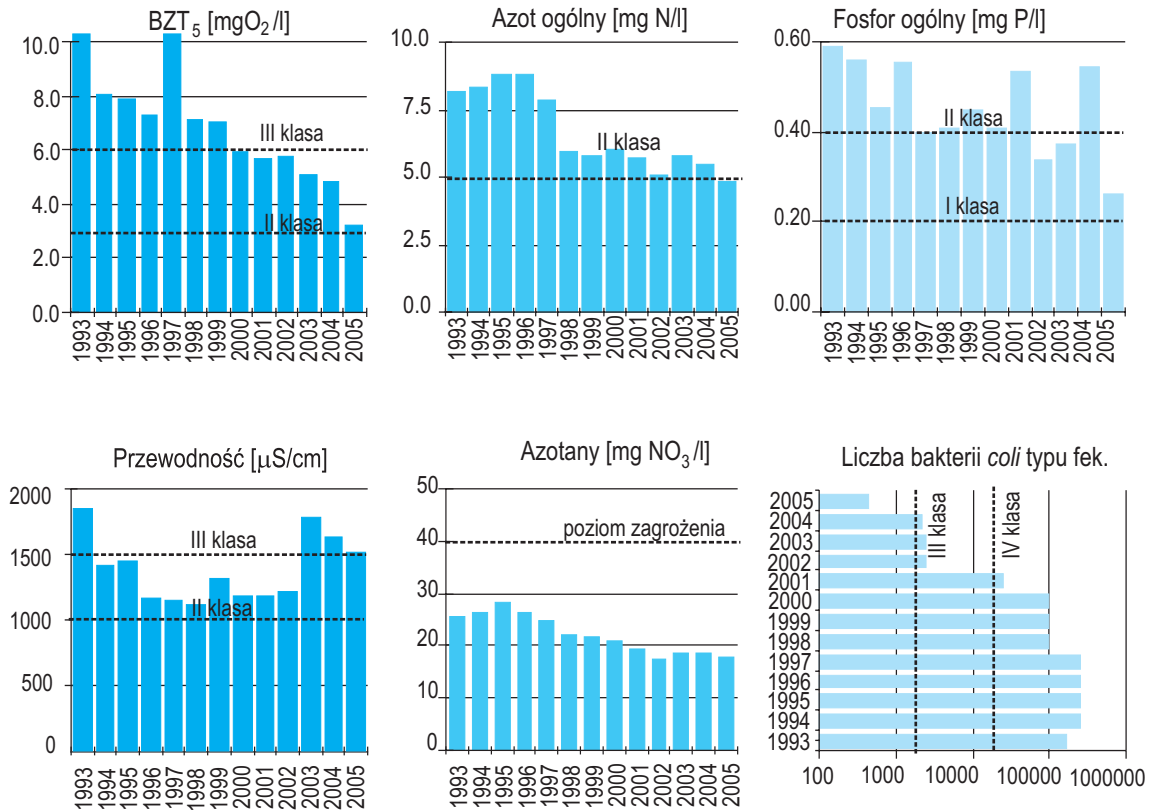 BZT5 [mgO2/l]
10.0
8.0
6.0
4.0
2.0
0.0
III klasa
II klasa
1993 1994 1995 1996 1997 1998 1999 2000 2001 2002 2003 2004 2005
Azot ogólny [mg N/l]
10.0
7.5
5.0
2.5
0.0
II klasa
1993 1994 1995 1996 1997 1998 1999 2000 2001 2002 2003 2004 2005
Fosfor ogólny [mg P/l]
0.60
0.40
0.20
0.00
II klasa
I klasa
1993 1994 1995 1996 1997 1998 1999 2000 2001 2002 2003 2004 2005
Przewodność [µS/cm]
2000
1500
1000
500
0
III klasa
II klasa
1993 1994 1995 1996 1997 1998 1999 2000 2001 2002 2003 2004 2005
Azotany [mg NO3/l]
50
40
30
20
10
0
poziom zagrożenia
1993 1994 1995 1996 1997 1998 1999 2000 2001 2002 2003 2004 2005
Liczba bakterii coli typu fek.
2005
2004
2003
2002
2001
2000
1999
1998
1997
1996
1995
1994
1993
III klasa
IV klasa
100 1000 10000 100000 1000000